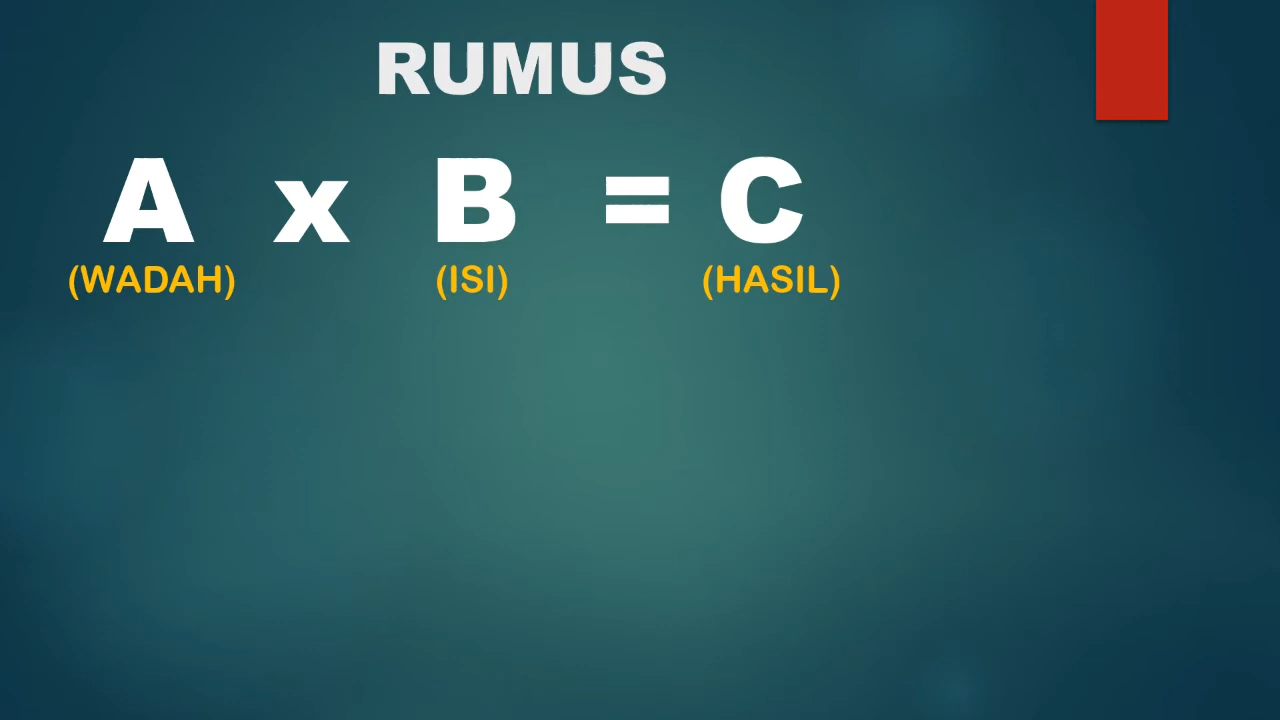 RUMUS
A x B = C
(WADAH) (ISI) (HASIL)